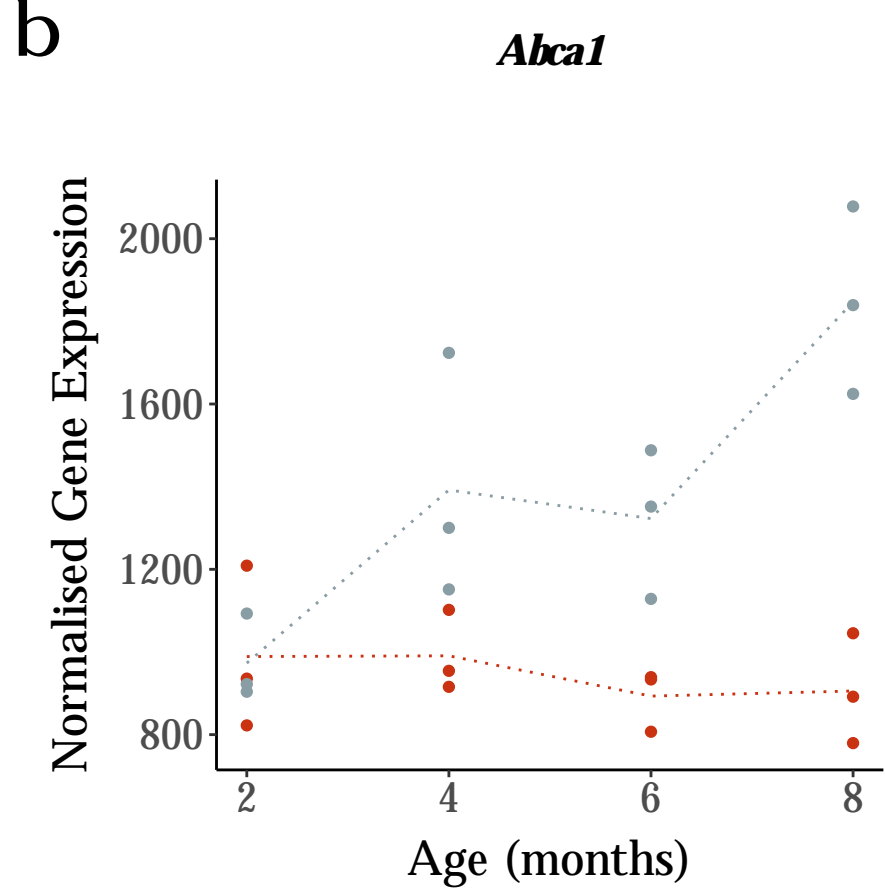 b
Abca1
Normalised Gene Expression
2000
1600
1200
800
2 4 6 8
Age (months)